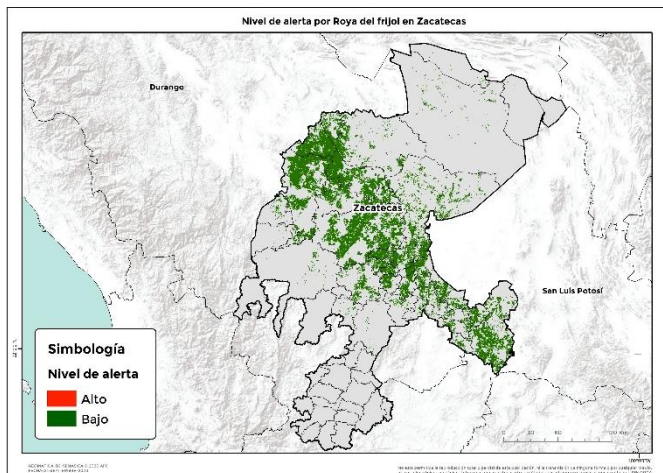 Nivel de alerta por Roya del frijol en Zacatecas
Durango
Zacatecas
San Luis Potosí
Simbología
Nivel de alerta
Alto
Bajo